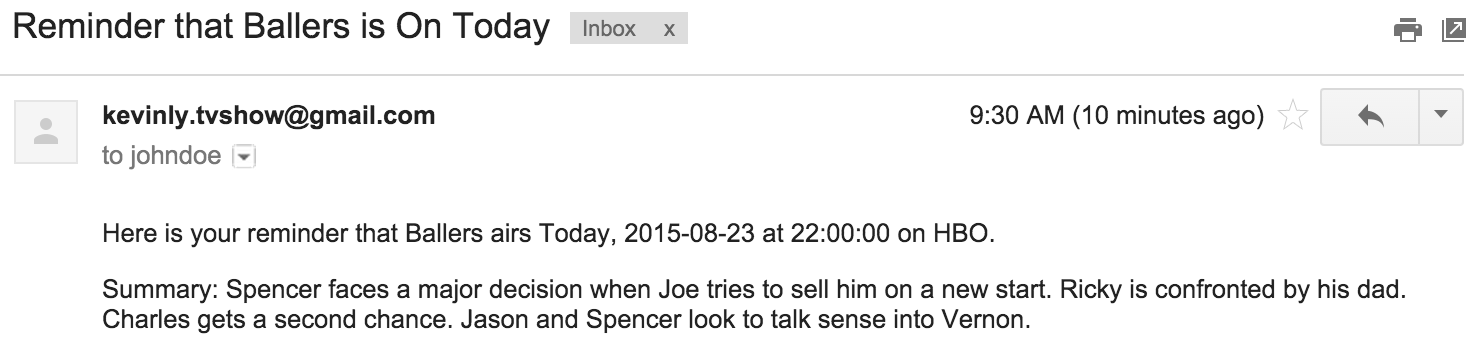 Reminder that Ballers is On Today Inbox x
kevinly.tvshow@gmail.com 9:30 AM (10 minutes ago)
to johndoe
Here is your reminder that Ballers airs Today, 2015-08-23 at 22:00:00 on HBO.
Summary: Spencer faces a major decision when Joe tries to sell him on a new start. Ricky is confronted by his dad.
Charles gets a second chance. Jason and Spencer look to talk sense into Vernon.